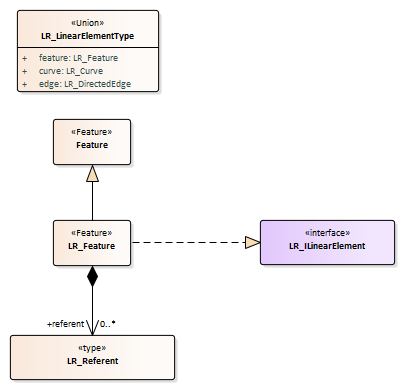 «Union»
LR_LinearElementType
+ feature: LR_Feature
+ curve: LR_Curve
+ edge: LR_DirectedEdge
«Feature»
Feature
«Feature»
LR_Feature
«interface»
LR_ILinearElement
+referent 0..*
«type»
LR_Referent